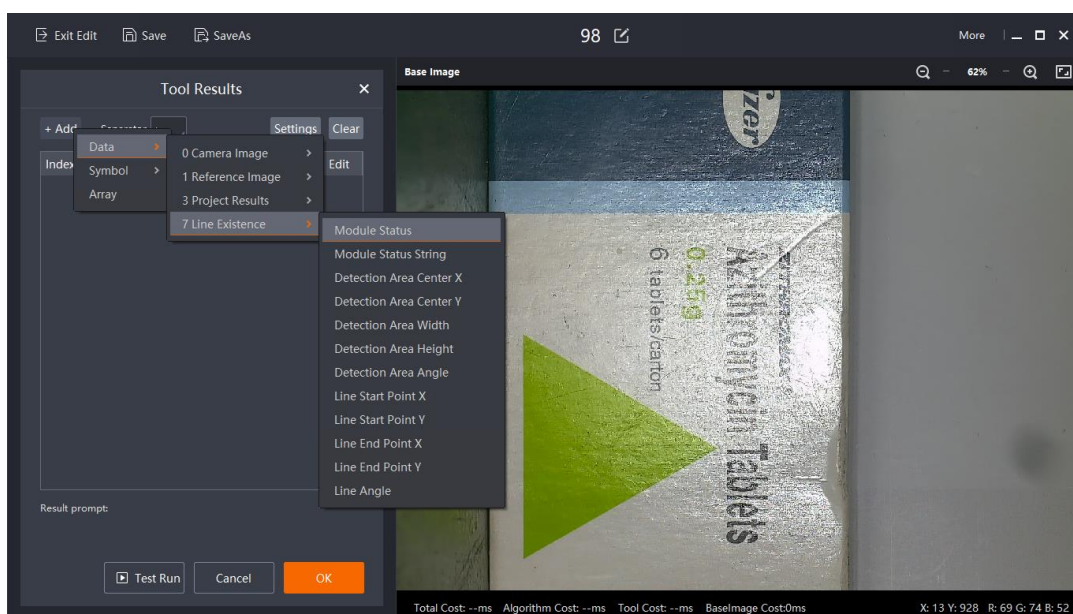 Exit Edit Save SaveAs 98 More
Tool Results
Base Image 62%
+ Add Settings Clear
Index Edit
Data
Symbol
Array
0 Camera Image
1 Reference Image
3 Project Results
7 Line Existence
Module Status
Module Status String
Detection Area Center X
Detection Area Center Y
Detection Area Width
Detection Area Height
Detection Area Angle
Line Start Point X
Line Start Point Y
Line End Point X
Line End Point Y
Line Angle
Result prompt:
Test Run Cancel OK
zer
Azithromycin Tablets
0.25g
6 tablets/carton
Total Cost: --ms Algorithm Cost: --ms Tool Cost: --ms BaseImage Cost:0ms X: 13 Y: 928 R: 69 G: 74 B: 52